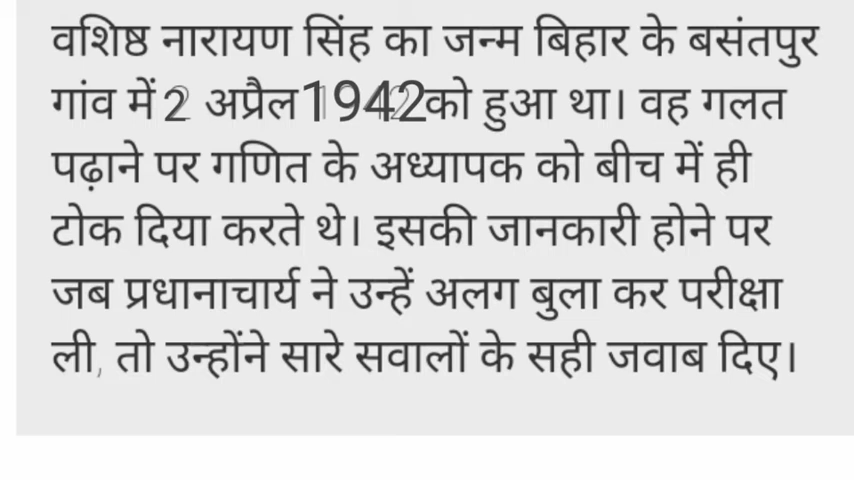 वशिष्ठ नारायण सिंह का जन्म बिहार के बसंतपुर
गांव में 2 अप्रैल 1942 को हुआ था। वह गलत
पढ़ाने पर गणित के अध्यापक को बीच में ही
टोक दिया करते थे। इसकी जानकारी होने पर
जब प्रधानाचार्य ने उन्हें अलग बुला कर परीक्षा
ली, तो उन्होंने सारे सवालों के सही जवाब दिए।